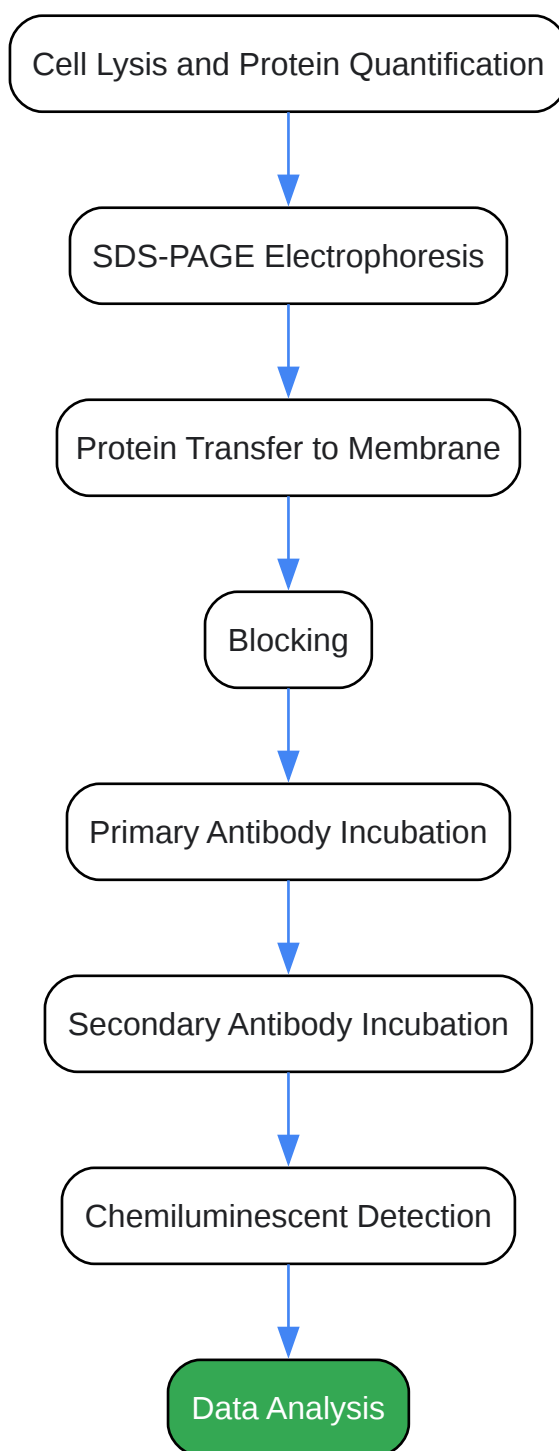 Cell Lysis and Protein Quantification
SDS-PAGE Electrophoresis
Protein Transfer to Membrane
Blocking
Primary Antibody Incubation
Secondary Antibody Incubation
Chemiluminescent Detection
Data Analysis